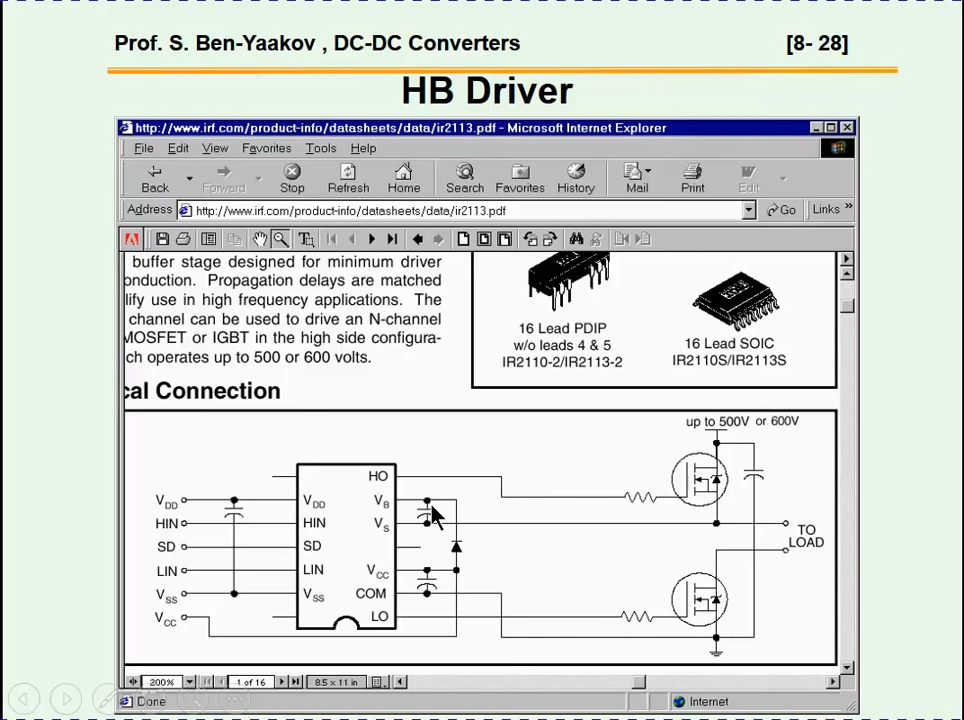 Prof. S. Ben-Yaakov , DC-DC Converters [8- 28]
HB Driver
http://www.irf.com/product-info/datasheets/data/ir2113.pdf - Microsoft Internet Explorer
File Edit View Favorites Tools Help
Back Forward Stop Refresh Home Search Favorites History Mail Print Edit
Address http://www.irf.com/product-info/datasheets/data/ir2113.pdf Go Links »
buffer stage designed for minimum driver
onduction. Propagation delays are matched
lify use in high frequency applications. The
channel can be used to drive an N-channel
MOSFET or IGBT in the high side configura-
ch operates up to 500 or 600 volts.
16 Lead PDIP
w/o leads 4 & 5
IR2110-2/IR2113-2
16 Lead SOIC
IR2110S/IR2113S
cal Connection
up to 500V or 600V
HO
VDD VDD VB
HIN HIN VS
SD SD
LIN LIN VCC
VSS VSS COM
VCC LO
TO
LOAD
200% 1 of 16 8.5 x 11 in
Done Internet